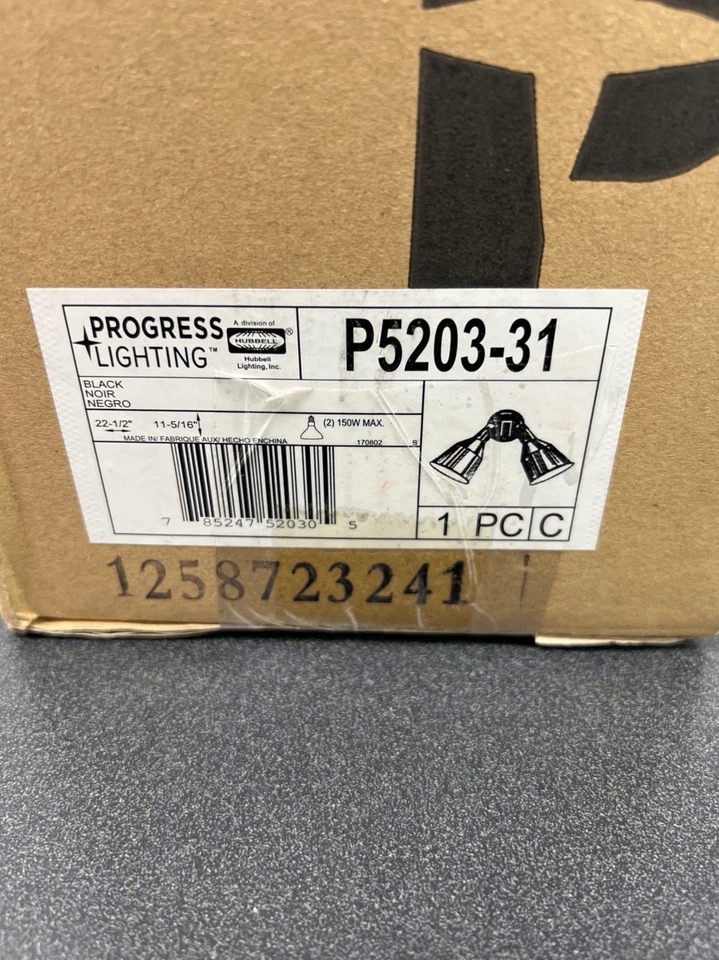 PROGRESS
LIGHTING™
A division of
HUBBELL®
Hubbell
Lighting, Inc.
P5203-31
BLACK
NOIR
NEGRO
22-1/2" 11-5/16" (2) 150W MAX.
MADE IN/ FABRIQUE AUX/ HECHO ENCHINA 170802 B
7 85247 52030 5
1 PC C
1258723241